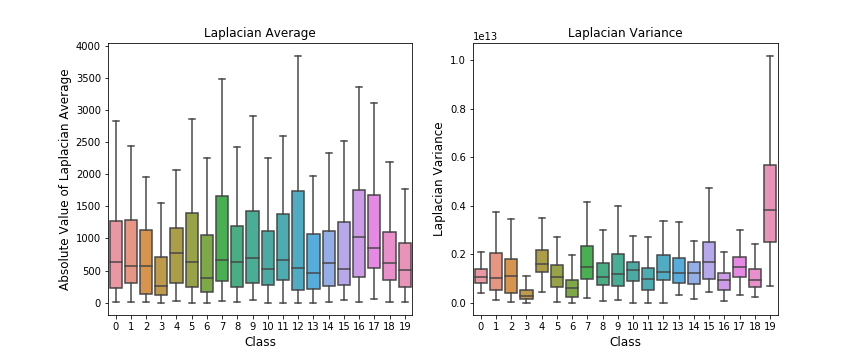 Laplacian Average
Absolute Value of Laplacian Average
4000
3500
3000
2500
2000
1500
1000
500
0
0 1 2 3 4 5 6 7 8 9 10 11 12 13 14 15 16 17 18 19
Class
Laplacian Variance
1e13
Laplacian Variance
1.0
0.8
0.6
0.4
0.2
0.0
0 1 2 3 4 5 6 7 8 9 10 11 12 13 14 15 16 17 18 19
Class